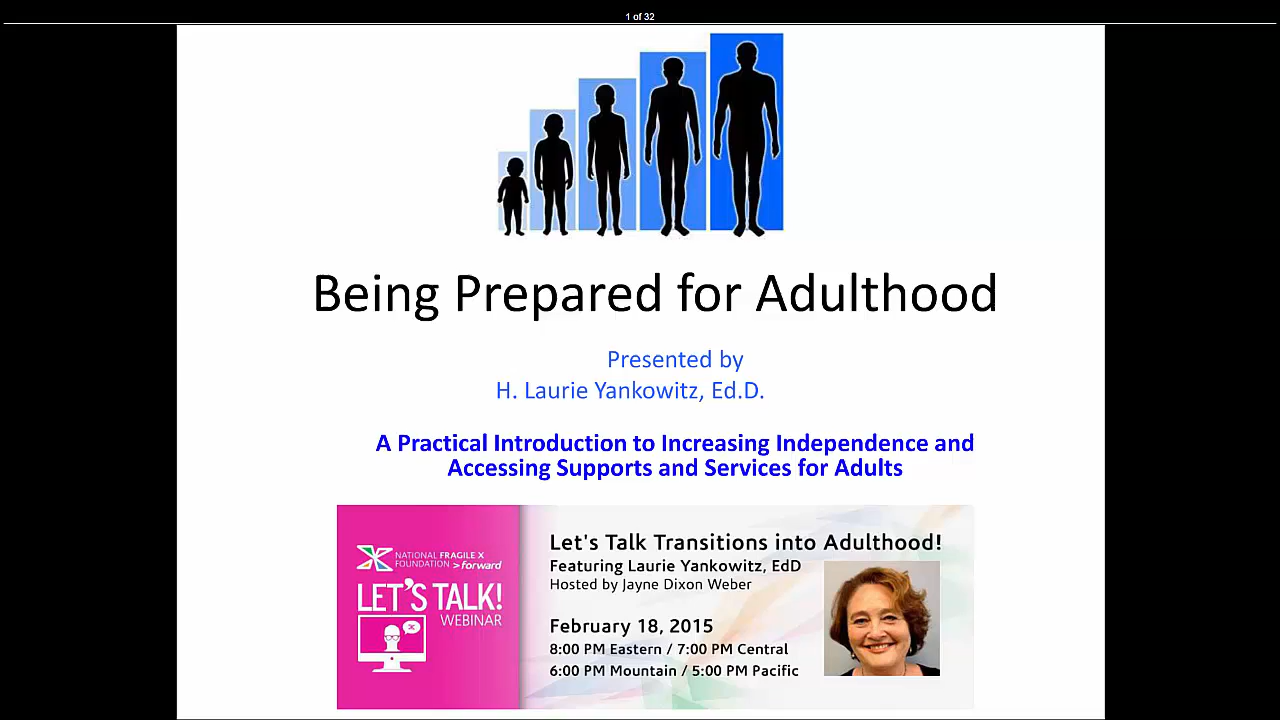 1 of 32
Being Prepared for Adulthood
Presented by
H. Laurie Yankowitz, Ed.D.
A Practical Introduction to Increasing Independence and
Accessing Supports and Services for Adults
NATIONAL FRAGILE X
FOUNDATION >forward
LET'S TALK!
WEBINAR
Let's Talk Transitions into Adulthood!
Featuring Laurie Yankowitz, EdD
Hosted by Jayne Dixon Weber
February 18, 2015
8:00 PM Eastern / 7:00 PM Central
6:00 PM Mountain / 5:00 PM Pacific